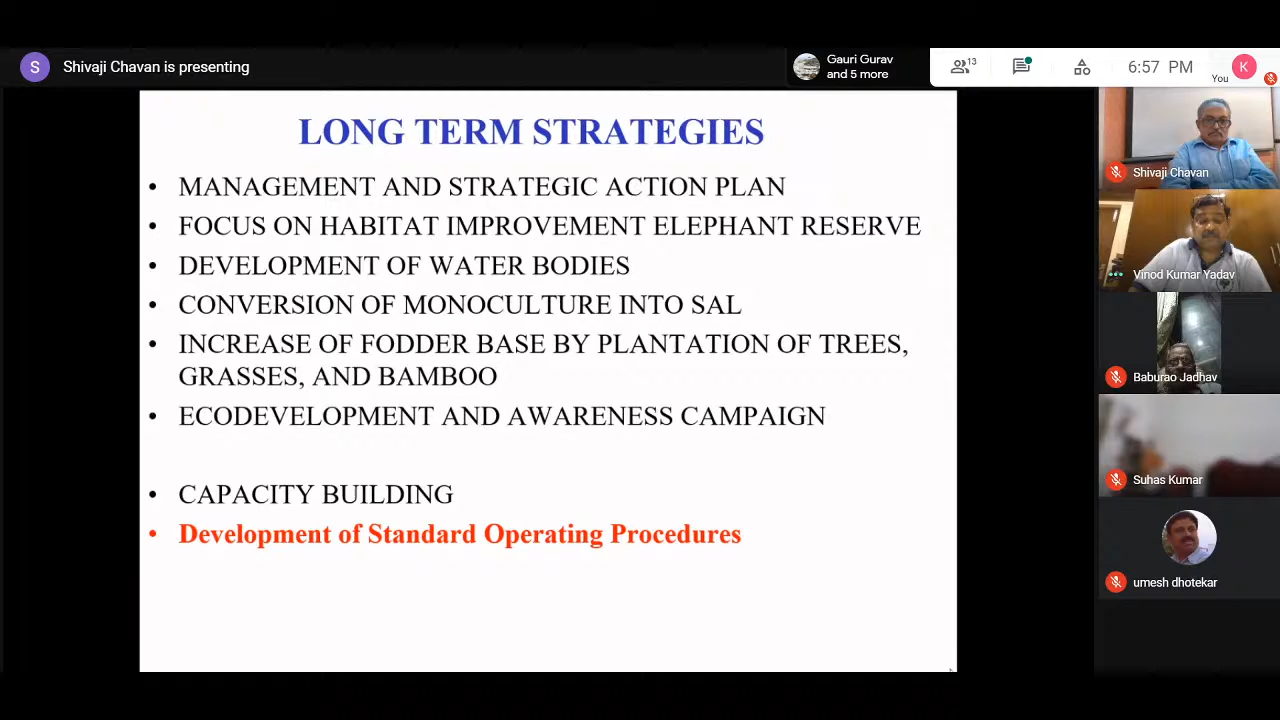 S
Shivaji Chavan is presenting
Gauri Gurav
and 5 more
13
6:57 PM
You
K
LONG TERM STRATEGIES
• MANAGEMENT AND STRATEGIC ACTION PLAN
• FOCUS ON HABITAT IMPROVEMENT ELEPHANT RESERVE
• DEVELOPMENT OF WATER BODIES
• CONVERSION OF MONOCULTURE INTO SAL
• INCREASE OF FODDER BASE BY PLANTATION OF TREES,
GRASSES, AND BAMBOO
• ECODEVELOPMENT AND AWARENESS CAMPAIGN
• CAPACITY BUILDING
• Development of Standard Operating Procedures
Shivaji Chavan
Vinod Kumar Yadav
Baburao Jadhav
Suhas Kumar
umesh dhotekar